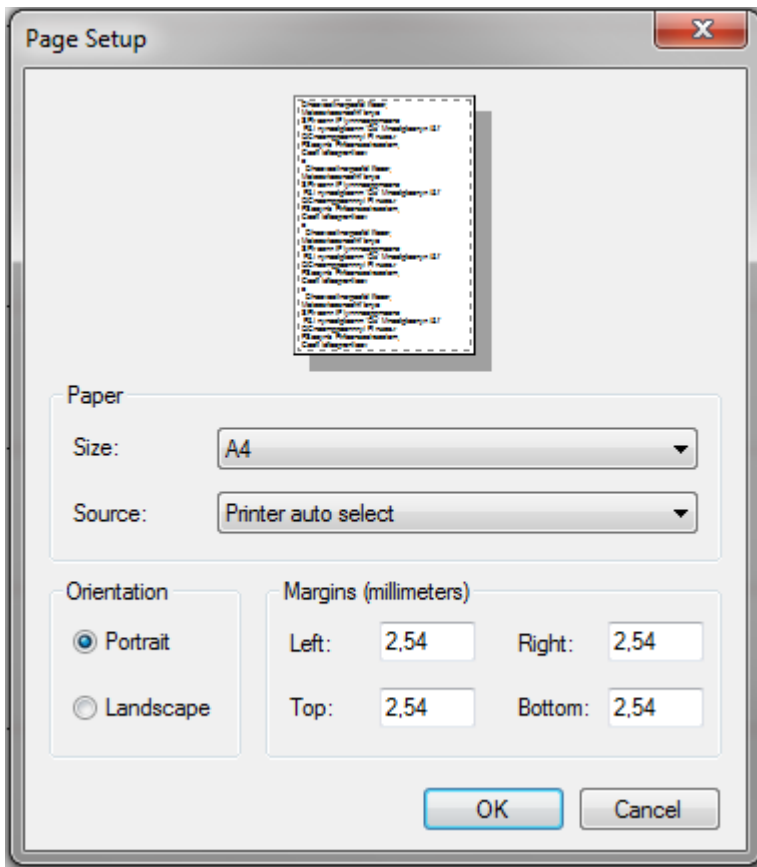 Page Setup
Paper
Size: A4
Source: Printer auto select
Orientation
Portrait
Landscape
Margins (millimeters)
Left: 2,54 Right: 2,54
Top: 2,54 Bottom: 2,54
OK Cancel